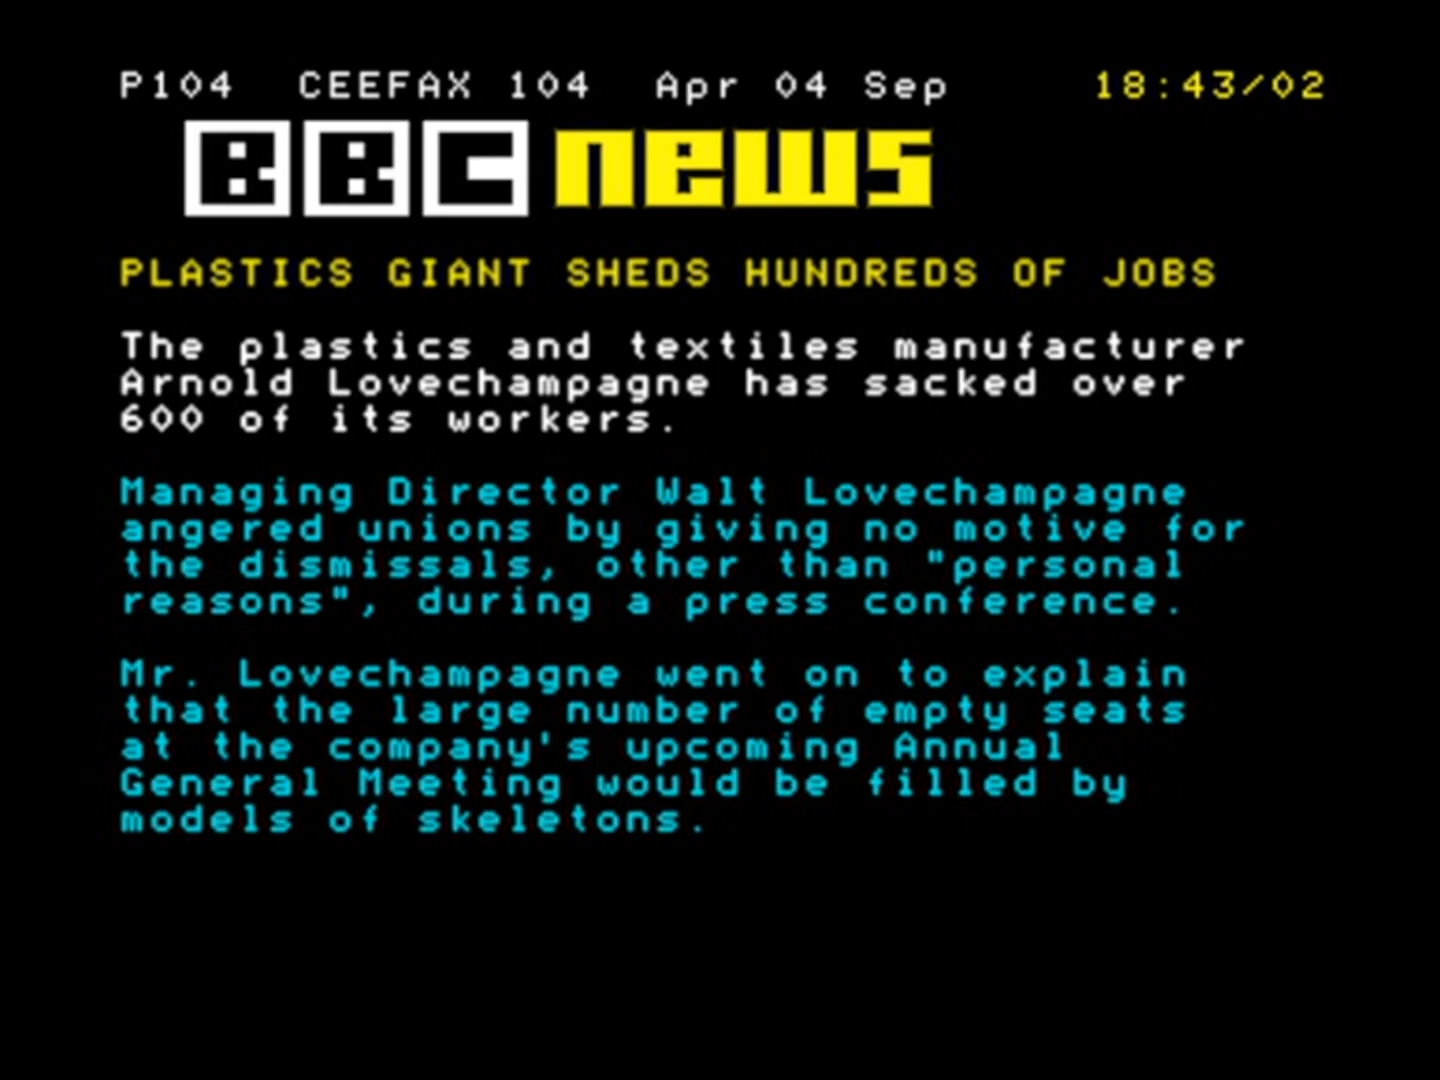 P104 CEEFAX 104 Apr 04 Sep 18:43/02
BBC news
PLASTICS GIANT SHEDS HUNDREDS OF JOBS
The plastics and textiles manufacturer
Arnold Lovechampagne has sacked over
600 of its workers.
Managing Director Walt Lovechampagne
angered unions by giving no motive for
the dismissals, other than "personal
reasons", during a press conference.
Mr. Lovechampagne went on to explain
that the large number of empty seats
at the company's upcoming Annual
General Meeting would be filled by
models of skeletons.